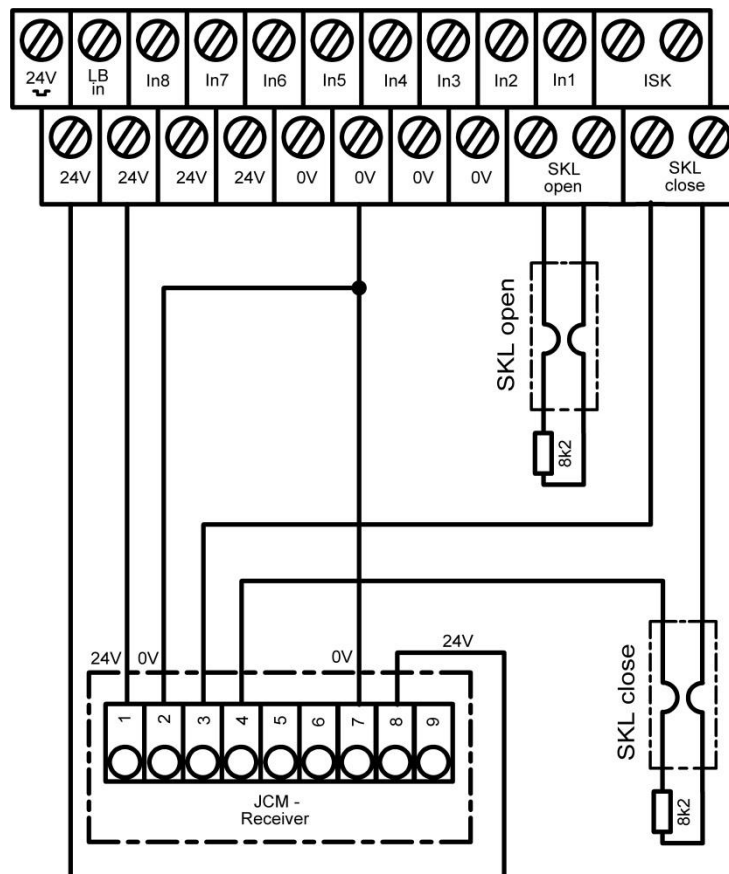 24V
LB
in
In8
In7
In6
In5
In4
In3
In2
In1
ISK
24V
24V
24V
24V
0V
0V
0V
0V
SKL
open
SKL
close
SKL open
8k2
24V
0V
0V
24V
SKL close
8k2
1
2
3
4
5
6
7
8
9
JCM -
Receiver